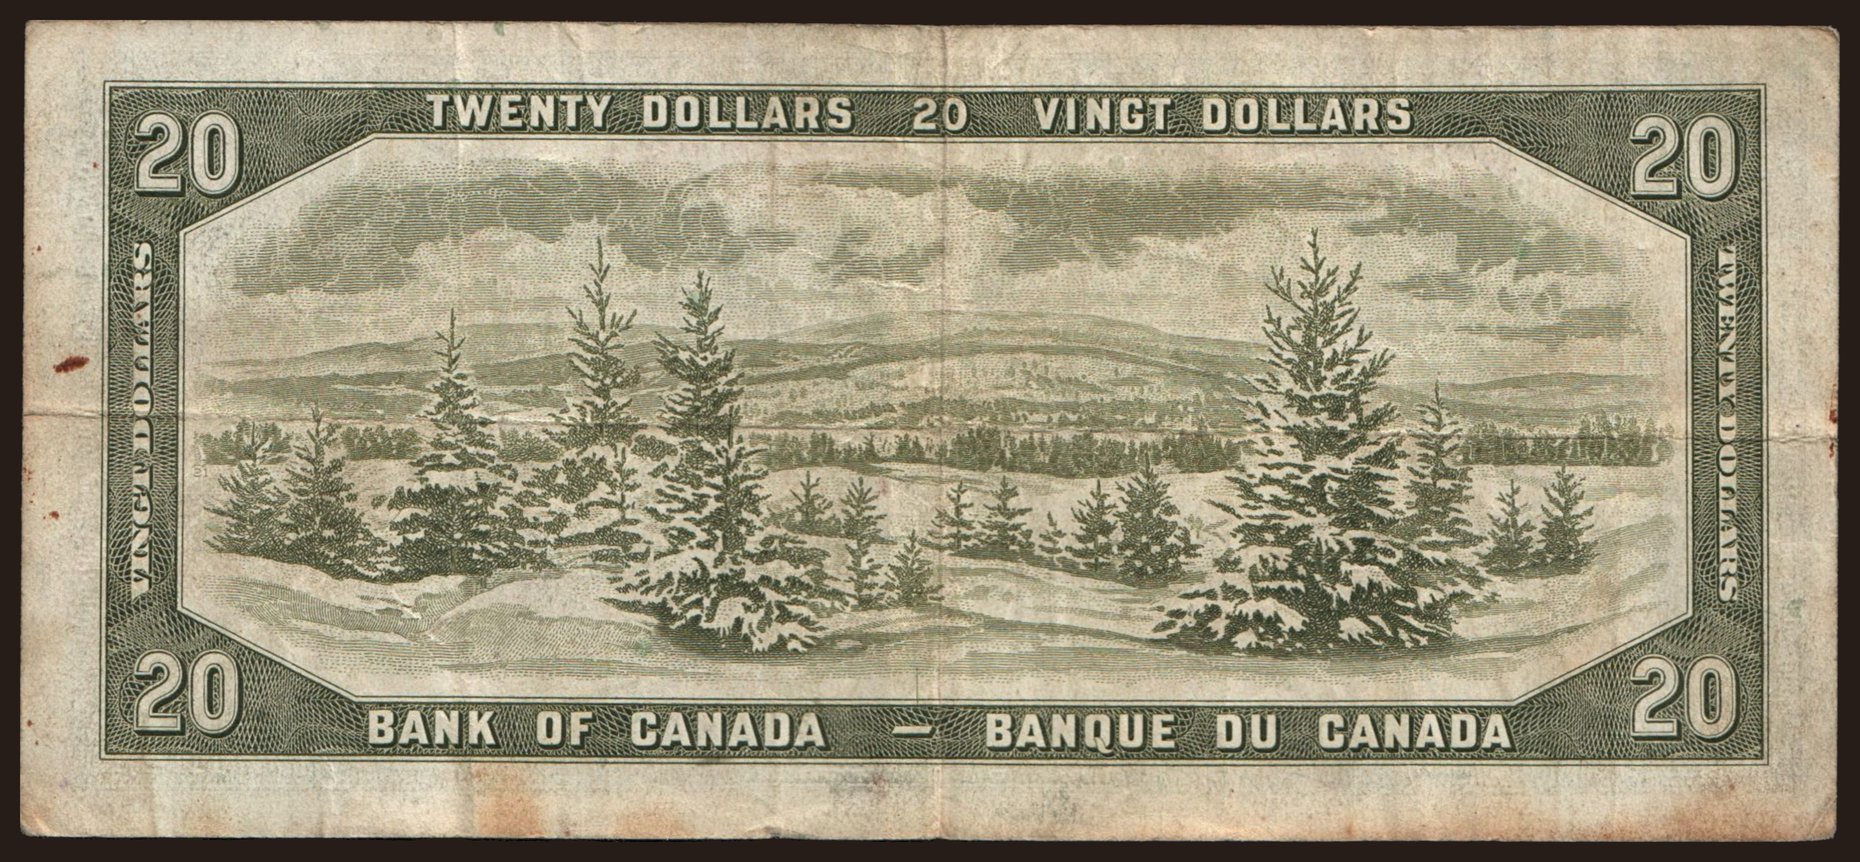 20 TWENTY DOLLARS 20 VINGT DOLLARS 20
VINGT DOLLARS
TWENTY DOLLARS
20 BANK OF CANADA — BANQUE DU CANADA 20